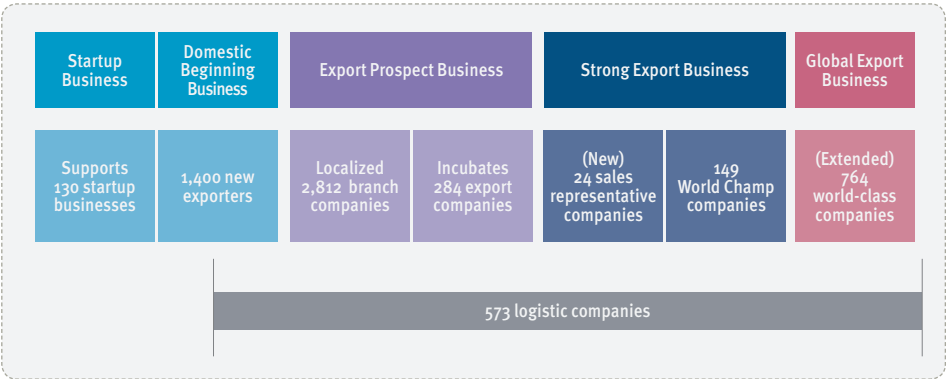 Startup
Business
Domestic
Beginning
Business
Export Prospect Business
Strong Export Business
Global Export
Business
Supports
130 startup
businesses
1,400 new
exporters
Localized
2,812 branch
companies
Incubates
284 export
companies
(New)
24 sales
representative
companies
149
World Champ
companies
(Extended)
764
world-class
companies
573 logistic companies